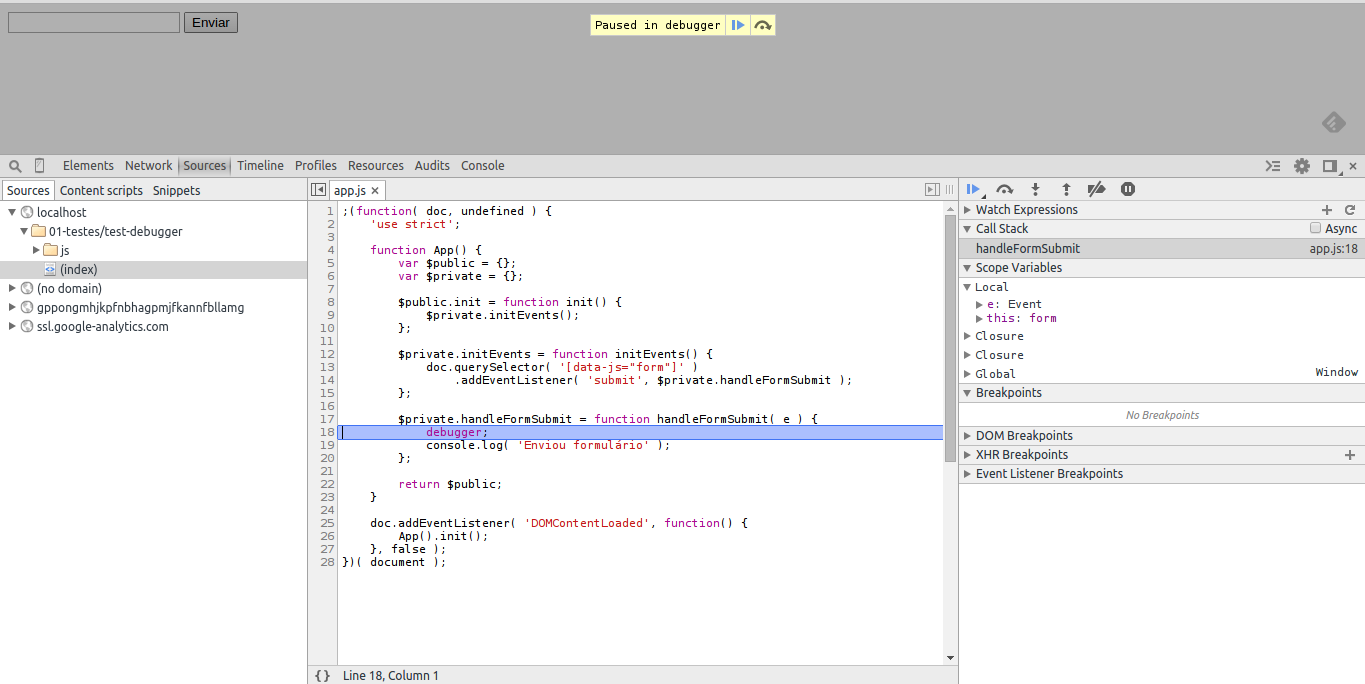 Enviar
Paused in debugger
Elements Network Sources Timeline Profiles Resources Audits Console
Sources Content scripts Snippets
localhost
01-testes/test-debugger
js
(index)
(no domain)
gppongmhjkpfnbhagpmjfkannfbllamg
ssl.google-analytics.com
app.js ×
1 ;(function( doc, undefined ) {
2 'use strict';
3
4 function App() {
5 var $public = {};
6 var $private = {};
7
8 $public.init = function init() {
9 $private.initEvents();
10 };
11
12 $private.initEvents = function initEvents() {
13 doc.querySelector( '[data-js="form"]' )
14 .addEventListener( 'submit', $private.handleFormSubmit );
15 };
16
17 $private.handleFormSubmit = function handleFormSubmit( e ) {
18 debugger;
19 console.log( 'Enviou formulário' );
20 };
21
22 return $public;
23 }
24
25 doc.addEventListener( 'DOMContentLoaded', function() {
26 App().init();
27 }, false );
28 })( document );
{} Line 18, Column 1
Watch Expressions
Call Stack Async
handleFormSubmit app.js:18
Scope Variables
Local
e: Event
this: form
Closure
Closure
Global Window
Breakpoints
No Breakpoints
DOM Breakpoints
XHR Breakpoints
Event Listener Breakpoints